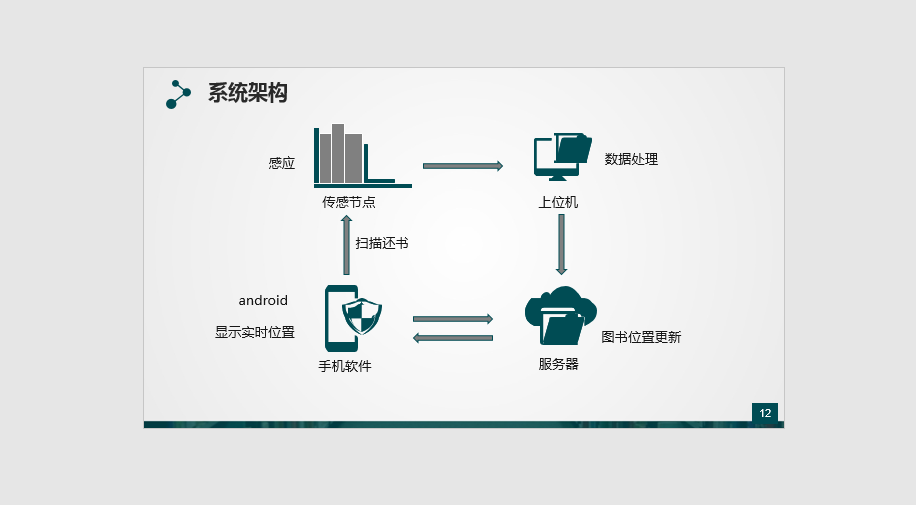 系统架构
感应
数据处理
传感节点
上位机
扫描还书
android
显示实时位置
图书位置更新
手机软件
服务器
12